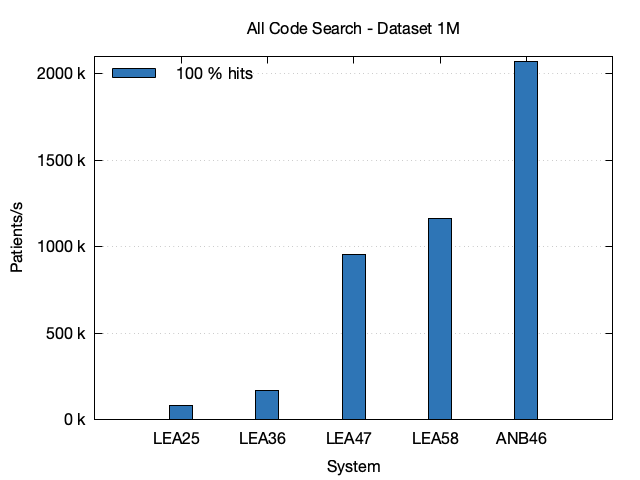 All Code Search - Dataset 1M
100 % hits
2000 k
1500 k
1000 k
500 k
0 k
Patients/s
LEA25 LEA36 LEA47 LEA58 ANB46
System